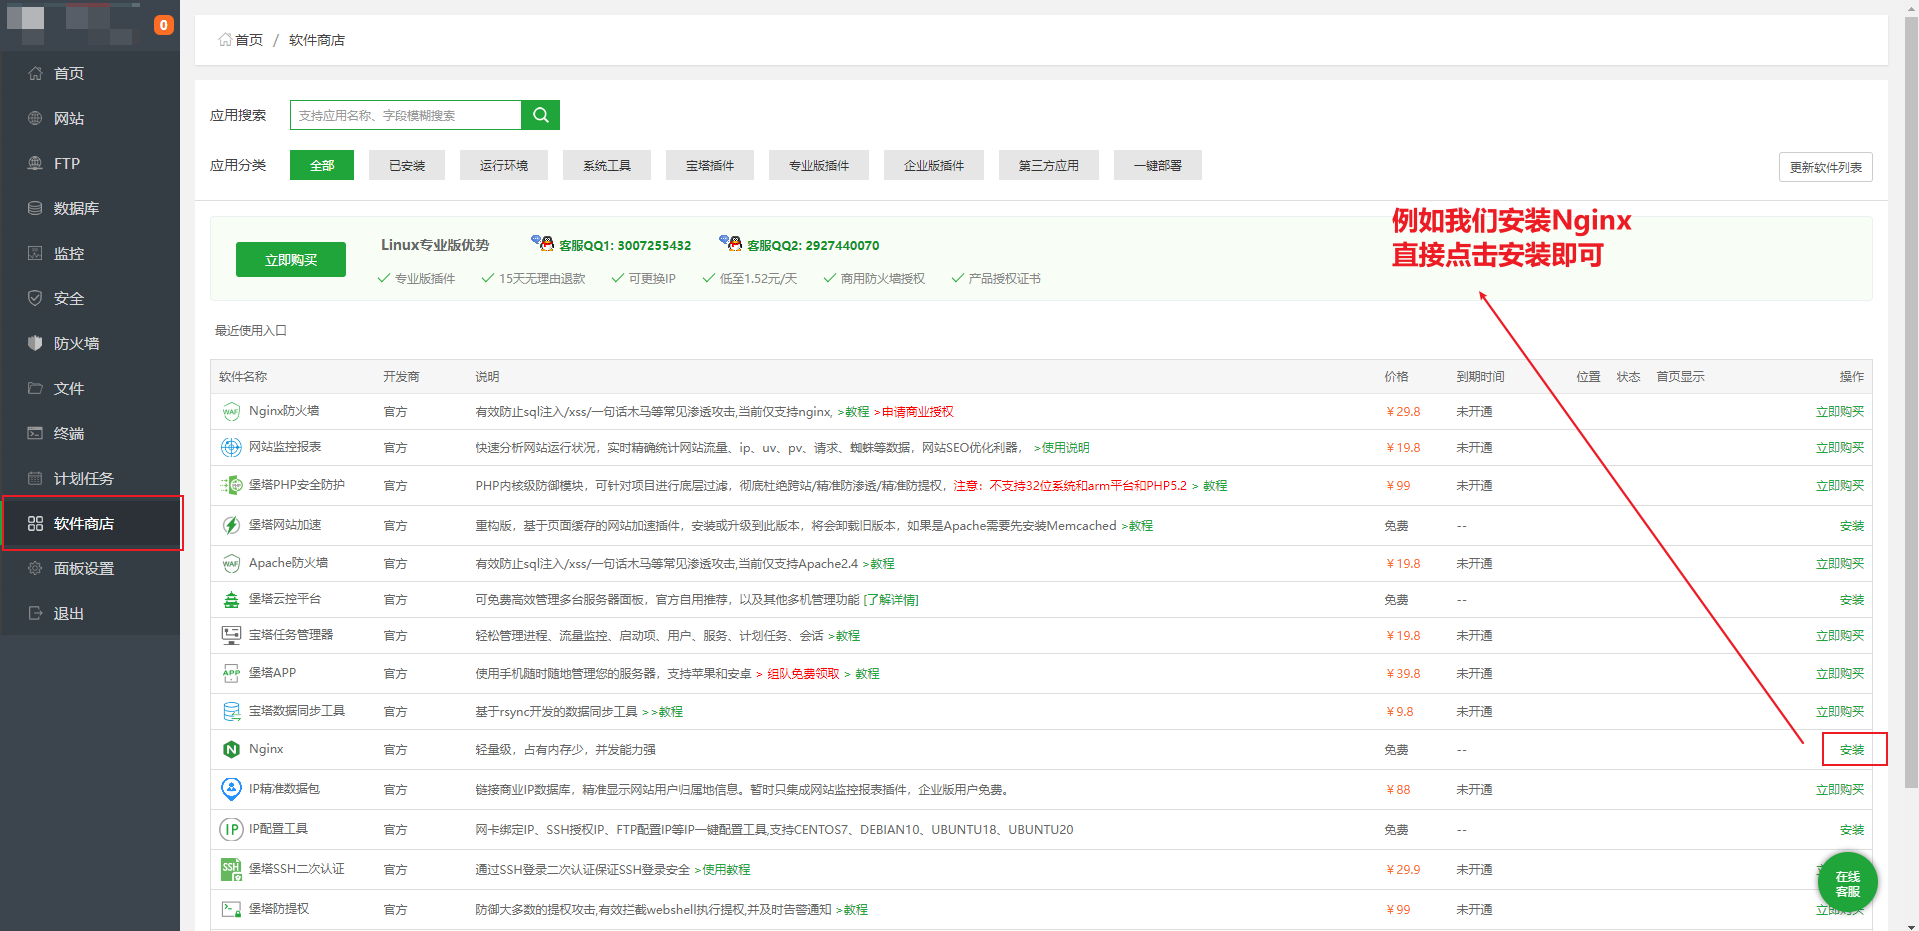 0
首页
网站
FTP
数据库
监控
安全
防火墙
文件
终端
计划任务
软件商店
面板设置
退出
首页 / 软件商店
应用搜索 支持应用名称、字段模糊搜索
应用分类 全部 已安装 运行环境 系统工具 宝塔插件 专业版插件 企业版插件 第三方应用 一键部署 更新软件列表
例如我们安装Nginx
直接点击安装即可
立即购买 Linux专业版优势 客服QQ1: 3007255432 客服QQ2: 2927440070
专业版插件 15天无理由退款 可更换IP 低至1.52元/天 商用防火墙授权 产品授权证书
最近使用入口
软件名称 开发商 说明 价格 到期时间 位置 状态 首页显示 操作
WAF Nginx防火墙 官方 有效防止sql注入/xss/一句话木马等常见渗透攻击,当前仅支持nginx, >教程 >申请商业授权 ¥29.8 未开通 立即购买
网站监控报表 官方 快速分析网站运行状况，实时精确统计网站流量、ip、uv、pv、请求、蜘蛛等数据，网站SEO优化利器， >使用说明 ¥19.8 未开通 立即购买
堡塔PHP安全防护 官方 PHP内核级防御模块，可针对项目进行底层过滤，彻底杜绝跨站/精准防渗透/精准防提权，注意：不支持32位系统和arm平台和PHP5.2 > 教程 ¥99 未开通 立即购买
堡塔网站加速 官方 重构版，基于页面缓存的网站加速插件，安装或升级到此版本，将会卸载旧版本，如果是Apache需要先安装Memcached >教程 免费 -- 安装
WAF Apache防火墙 官方 有效防止sql注入/xss/一句话木马等常见渗透攻击,当前仅支持Apache2.4 >教程 ¥19.8 未开通 立即购买
堡塔云控平台 官方 可免费高效管理多台服务器面板，官方自用推荐，以及其他多机管理功能 [了解详情] 免费 -- 安装
宝塔任务管理器 官方 轻松管理进程、流量监控、启动项、用户、服务、计划任务、会话 >教程 ¥19.8 未开通 立即购买
APP 堡塔APP 官方 使用手机随时随地管理您的服务器，支持苹果和安卓 > 组队免费领取 > 教程 ¥39.8 未开通 立即购买
宝塔数据同步工具 官方 基于rsync开发的数据同步工具 >>教程 ¥9.8 未开通 立即购买
N Nginx 官方 轻量级，占有内存少，并发能力强 免费 -- 安装
IP精准数据包 官方 链接商业IP数据库，精准显示网站用户归属地信息。暂时只集成网站监控报表插件，企业版用户免费。 ¥88 未开通 立即购买
IP IP配置工具 官方 网卡绑定IP、SSH授权IP、FTP配置IP等IP一键配置工具,支持CENTOS7、DEBIAN10、UBUNTU18、UBUNTU20 免费 -- 安装
SSH 堡塔SSH二次认证 官方 通过SSH登录二次认证保证SSH登录安全 >使用教程 ¥29.9 未开通
在线
客服
堡塔防提权 官方 防御大多数的提权攻击,有效拦截webshell执行提权,并及时告警通知 >教程 ¥99 未开通 立即购买